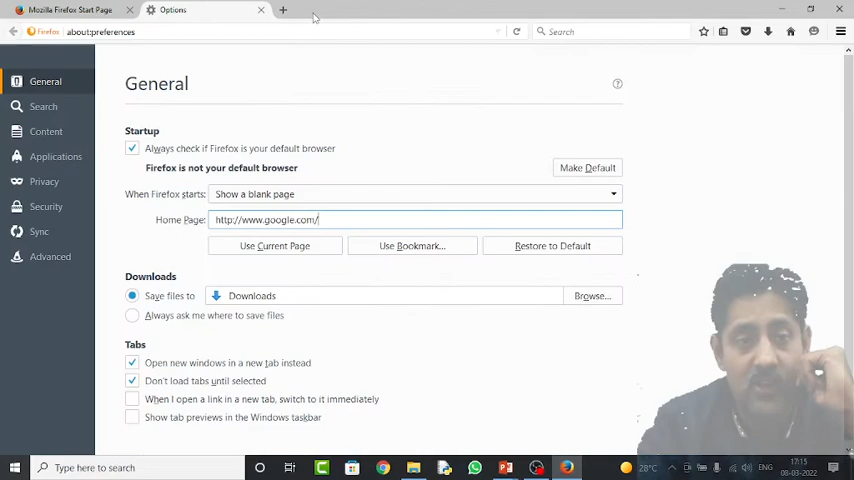 Mozilla Firefox Start Page
Options
Firefox about:preferences
Search
General
Search
Content
Applications
Privacy
Security
Sync
Advanced
General
?
Startup
Always check if Firefox is your default browser
Firefox is not your default browser
Make Default
When Firefox starts: Show a blank page
Home Page: http://www.google.com/
Use Current Page Use Bookmark... Restore to Default
Downloads
Save files to Downloads Browse...
Always ask me where to save files
Tabs
Open new windows in a new tab instead
Don't load tabs until selected
When I open a link in a new tab, switch to it immediately
Show tab previews in the Windows taskbar
Type here to search
28°C
ENG
17:15
08-03-2022